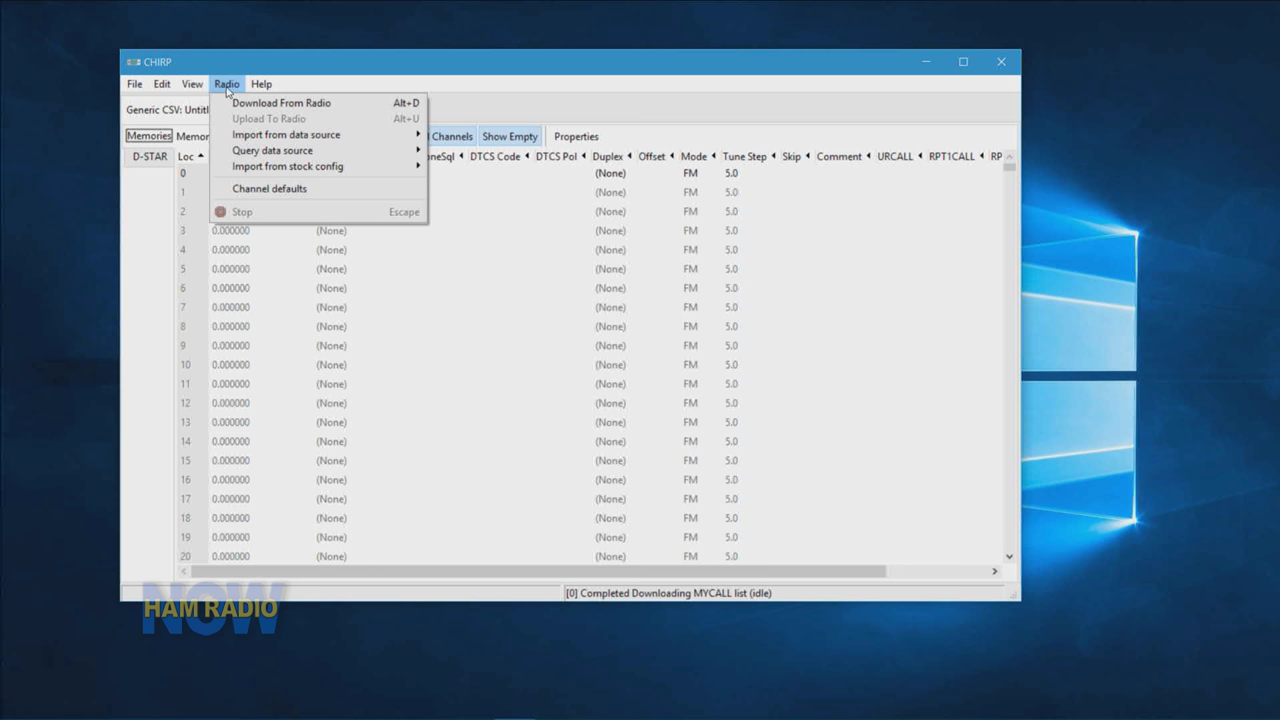 CHIRP
File Edit View Radio Help
Generic CSV: Untitl
Download From Radio Alt+D
Upload To Radio Alt+U
Import from data source
Query data source
Import from stock config
Channel defaults
Stop Escape
Memories Memor l Channels Show Empty Properties
D-STAR Loc oneSql DTCS Code DTCS Pol Duplex Offset Mode Tune Step Skip Comment URCALL RPT1CALL RP
0 (None) FM 5.0
1 (None) FM 5.0
2 (None) FM 5.0
3 0.000000 (None) (None) FM 5.0
4 0.000000 (None) (None) FM 5.0
5 0.000000 (None) (None) FM 5.0
6 0.000000 (None) (None) FM 5.0
7 0.000000 (None) (None) FM 5.0
8 0.000000 (None) (None) FM 5.0
9 0.000000 (None) (None) FM 5.0
10 0.000000 (None) (None) FM 5.0
11 0.000000 (None) (None) FM 5.0
12 0.000000 (None) (None) FM 5.0
13 0.000000 (None) (None) FM 5.0
14 0.000000 (None) (None) FM 5.0
15 0.000000 (None) (None) FM 5.0
16 0.000000 (None) (None) FM 5.0
17 0.000000 (None) (None) FM 5.0
18 0.000000 (None) (None) FM 5.0
19 0.000000 (None) (None) FM 5.0
20 0.000000 (None) (None) FM 5.0
[0] Completed Downloading MYCALL list (idle)
NOW
HAM RADIO